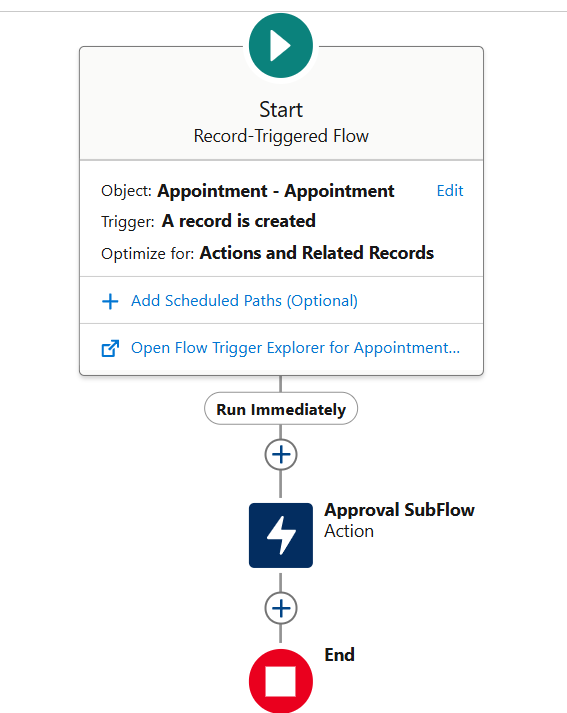 Start
Record-Triggered Flow
Object: Appointment - Appointment Edit
Trigger: A record is created
Optimize for: Actions and Related Records
Add Scheduled Paths (Optional)
Open Flow Trigger Explorer for Appointment...
Run Immediately
Approval SubFlow
Action
End